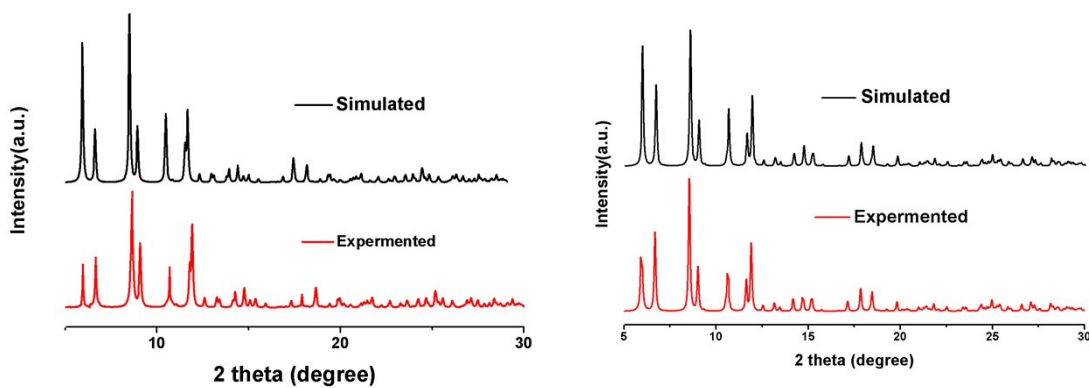 Intensity(a.u.)
Simulated
Expermented
10
20
30
2 theta (degree)
Intensity(a.u.)
Simulated
Expermented
5
10
15
20
25
30
2 theta (degree)